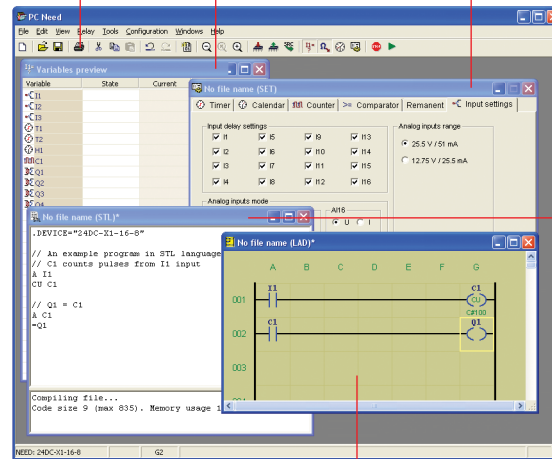 PC Need
File Edit View Relay Tools Configuration Windows Help
Variables preview
Variable State Current
I1
I2
I3
T1
T2
H1
C1
Q1
Q2
Q3
Q4
No file name (SET)
Timer Calendar Counter Comparator Remanent Input settings
Input delay settings
I1 I5 I9 I13
I2 I6 I10 I14
I3 I7 I11 I15
I4 I8 I12 I16
Analog inputs range
25.5 V / 51 mA
12.75 V / 25.5 mA
Analog inputs mode
AI16
U I
No file name (STL)*
.DEVICE="24DC-X1-16-8"
// An example program in STL language
// C1 counts pulses from I1 input
A I1
CU C1
// Q1 = C1
A C1
=Q1
Compiling file...
Code size 9 (max 835). Memory usage 1
No file name (LAD)*
A B C D E F G
I1 C1
001 CU
C#100
C1 Q1
002
003
004
NEED: 24DC-X1-16-8 G2